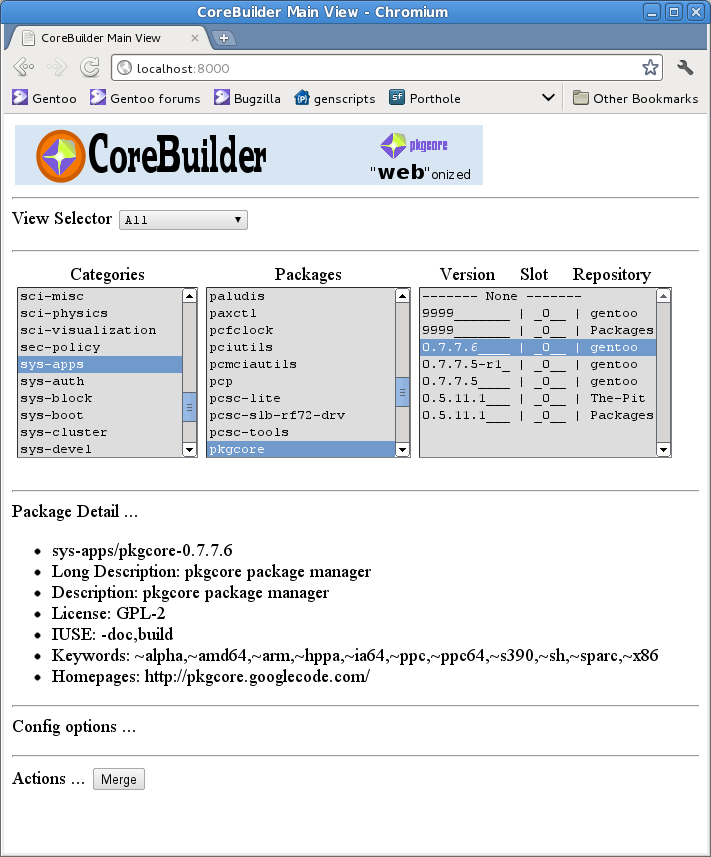 CoreBuilder Main View - Chromium
CoreBuilder Main View
localhost:8000
Gentoo Gentoo forums Bugzilla genscripts Porthole Other Bookmarks
CoreBuilder
pkgcore
"web"onized
View Selector All
Categories Packages Version Slot Repository
sci-misc
sci-physics
sci-visualization
sec-policy
sys-apps
sys-auth
sys-block
sys-boot
sys-cluster
sys-devel
paludis
paxctl
pcfclock
pciutils
pcmciautils
pcp
pcsc-lite
pcsc-slb-rf72-drv
pcsc-tools
pkgcore
------- None -------
9999_______ | _0__ | gentoo
9999_______ | _0__ | Packages
0.7.7.6____ | _0__ | gentoo
0.7.7.5-r1_ | _0__ | gentoo
0.7.7.5____ | _0__ | gentoo
0.5.11.1___ | _0__ | The-Pit
0.5.11.1___ | _0__ | Packages
Package Detail ...
• sys-apps/pkgcore-0.7.7.6
• Long Description: pkgcore package manager
• Description: pkgcore package manager
• License: GPL-2
• IUSE: -doc,build
• Keywords: ~alpha,~amd64,~arm,~hppa,~ia64,~ppc,~ppc64,~s390,~sh,~sparc,~x86
• Homepages: http://pkgcore.googlecode.com/
Config options ...
Actions ... Merge